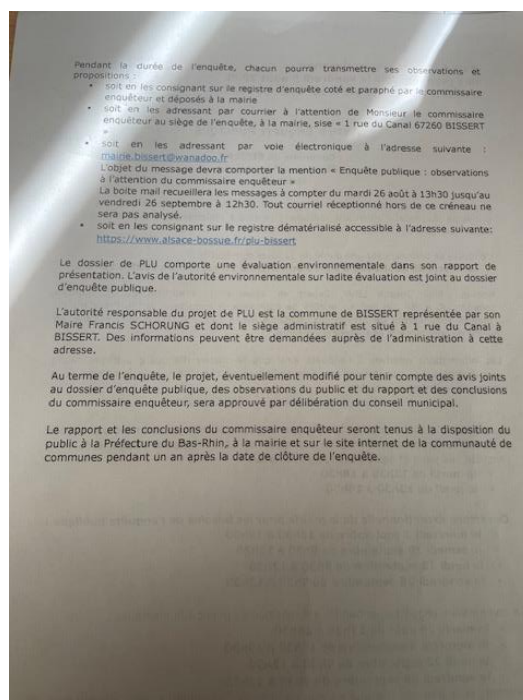 Pendant la durée de l'enquête, chacun pourra transmettre ses observations et
propositions :
• soit en les consignant sur le registre d'enquête coté et paraphé par le commissaire
enquêteur et déposés à la mairie
• soit en les adressant par courrier à l'attention de Monsieur le commissaire
enquêteur au siège de l'enquête, à la mairie, sise « 1 rue du Canal 67260 BISSERT
»
• soit en les adressant par voie électronique à l'adresse suivante :
mairie.bissert@wanadoo.fr
L'objet du message devra comporter la mention « Enquête publique : observations
à l'attention du commissaire enquêteur »
La boite mail recueillera les messages à compter du mardi 26 août à 13h30 jusqu'au
vendredi 26 septembre à 12h30. Tout courriel réceptionné hors de ce créneau ne
sera pas analysé.
• soit en les consignant sur le registre dématérialisé accessible à l'adresse suivante:
https://www.alsace-bossue.fr/plu-bissert
Le dossier de PLU comporte une évaluation environnementale dans son rapport de
présentation. L'avis de l'autorité environnementale sur ladite évaluation est joint au dossier
d'enquête publique.
L'autorité responsable du projet de PLU est la commune de BISSERT représentée par son
Maire Francis SCHORUNG et dont le siège administratif est situé à 1 rue du Canal à
BISSERT. Des informations peuvent être demandées auprès de l'administration à cette
adresse.
Au terme de l'enquête, le projet, éventuellement modifié pour tenir compte des avis joints
au dossier d'enquête publique, des observations du public et du rapport et des conclusions
du commissaire enquêteur, sera approuvé par délibération du conseil municipal.
Le rapport et les conclusions du commissaire enquêteur seront tenus à la disposition du
public à la Préfecture du Bas-Rhin, à la mairie et sur le site internet de la communauté de
communes pendant un an après la date de clôture de l'enquête.